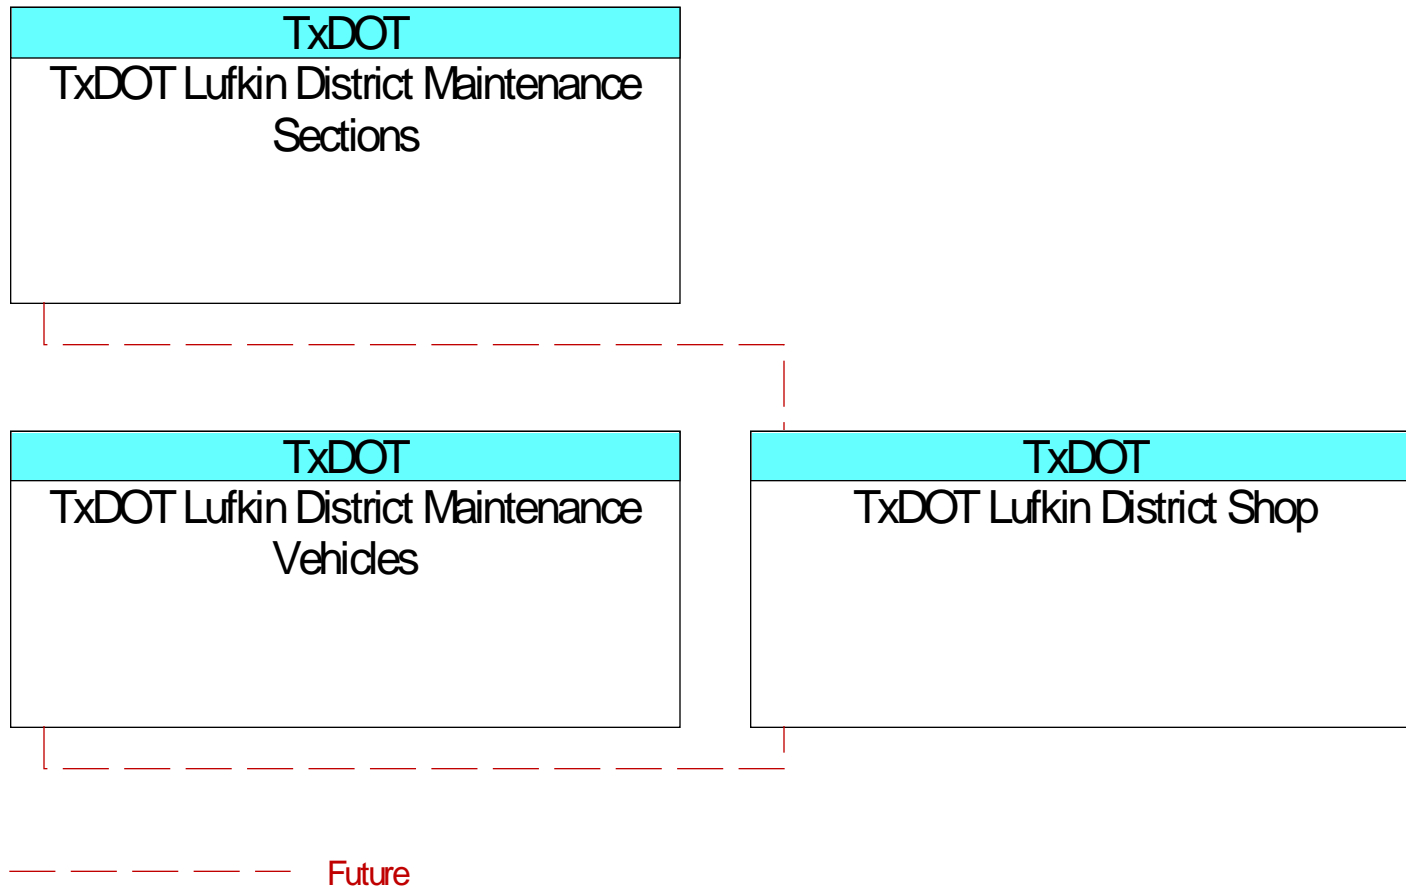 TxDOT
TxDOT Lufkin District Maintenance
Sections
TxDOT
TxDOT Lufkin District Maintenance
Vehicles
TxDOT
TxDOT Lufkin District Shop
Future